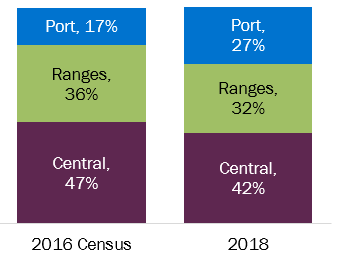 Port, 17%
Ranges,
36%
Central,
47%
2016 Census
Port,
27%
Ranges,
32%
Central,
42%
2018